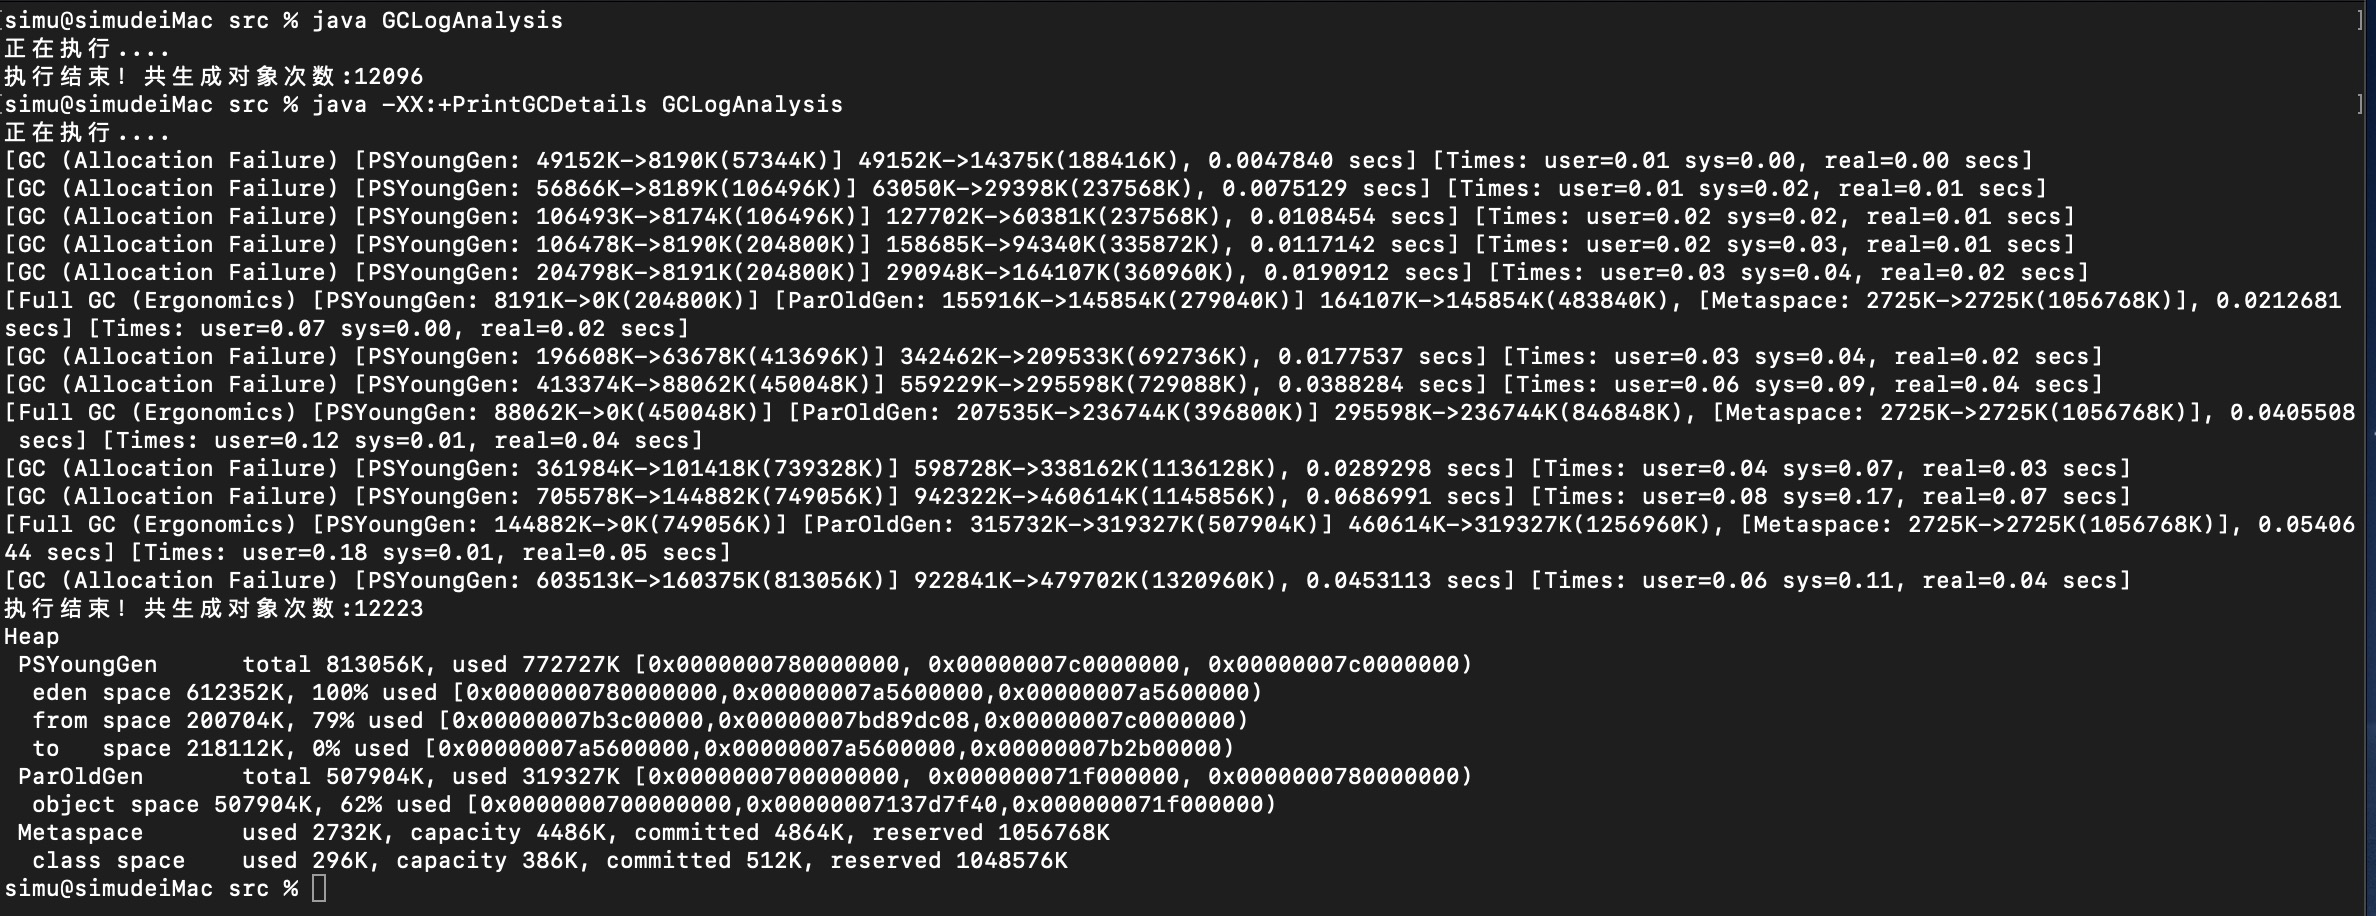 [simu@simudeiMac src % java GCLogAnalysis ]
正在执行....
执行结束！共生成对象次数:12096
[simu@simudeiMac src % java -XX:+PrintGCDetails GCLogAnalysis ]
正在执行....
[GC (Allocation Failure) [PSYoungGen: 49152K->8190K(57344K)] 49152K->14375K(188416K), 0.0047840 secs] [Times: user=0.01 sys=0.00, real=0.00 secs]
[GC (Allocation Failure) [PSYoungGen: 56866K->8189K(106496K)] 63050K->29398K(237568K), 0.0075129 secs] [Times: user=0.01 sys=0.02, real=0.01 secs]
[GC (Allocation Failure) [PSYoungGen: 106493K->8174K(106496K)] 127702K->60381K(237568K), 0.0108454 secs] [Times: user=0.02 sys=0.02, real=0.01 secs]
[GC (Allocation Failure) [PSYoungGen: 106478K->8190K(204800K)] 158685K->94340K(335872K), 0.0117142 secs] [Times: user=0.02 sys=0.03, real=0.01 secs]
[GC (Allocation Failure) [PSYoungGen: 204798K->8191K(204800K)] 290948K->164107K(360960K), 0.0190912 secs] [Times: user=0.03 sys=0.04, real=0.02 secs]
[Full GC (Ergonomics) [PSYoungGen: 8191K->0K(204800K)] [ParOldGen: 155916K->145854K(279040K)] 164107K->145854K(483840K), [Metaspace: 2725K->2725K(1056768K)], 0.0212681
secs] [Times: user=0.07 sys=0.00, real=0.02 secs]
[GC (Allocation Failure) [PSYoungGen: 196608K->63678K(413696K)] 342462K->209533K(692736K), 0.0177537 secs] [Times: user=0.03 sys=0.04, real=0.02 secs]
[GC (Allocation Failure) [PSYoungGen: 413374K->88062K(450048K)] 559229K->295598K(729088K), 0.0388284 secs] [Times: user=0.06 sys=0.09, real=0.04 secs]
[Full GC (Ergonomics) [PSYoungGen: 88062K->0K(450048K)] [ParOldGen: 207535K->236744K(396800K)] 295598K->236744K(846848K), [Metaspace: 2725K->2725K(1056768K)], 0.0405508
 secs] [Times: user=0.12 sys=0.01, real=0.04 secs]
[GC (Allocation Failure) [PSYoungGen: 361984K->101418K(739328K)] 598728K->338162K(1136128K), 0.0289298 secs] [Times: user=0.04 sys=0.07, real=0.03 secs]
[GC (Allocation Failure) [PSYoungGen: 705578K->144882K(749056K)] 942322K->460614K(1145856K), 0.0686991 secs] [Times: user=0.08 sys=0.17, real=0.07 secs]
[Full GC (Ergonomics) [PSYoungGen: 144882K->0K(749056K)] [ParOldGen: 315732K->319327K(507904K)] 460614K->319327K(1256960K), [Metaspace: 2725K->2725K(1056768K)], 0.05406
44 secs] [Times: user=0.18 sys=0.01, real=0.05 secs]
[GC (Allocation Failure) [PSYoungGen: 603513K->160375K(813056K)] 922841K->479702K(1320960K), 0.0453113 secs] [Times: user=0.06 sys=0.11, real=0.04 secs]
执行结束！共生成对象次数:12223
Heap
 PSYoungGen      total 813056K, used 772727K [0x0000000780000000, 0x00000007c0000000, 0x00000007c0000000)
  eden space 612352K, 100% used [0x0000000780000000,0x00000007a5600000,0x00000007a5600000)
  from space 200704K, 79% used [0x00000007b3c00000,0x00000007bd89dc08,0x00000007c0000000)
  to   space 218112K, 0% used [0x00000007a5600000,0x00000007a5600000,0x00000007b2b00000)
 ParOldGen       total 507904K, used 319327K [0x0000000700000000, 0x000000071f000000, 0x0000000780000000)
  object space 507904K, 62% used [0x0000000700000000,0x00000007137d7f40,0x000000071f000000)
 Metaspace       used 2732K, capacity 4486K, committed 4864K, reserved 1056768K
  class space    used 296K, capacity 386K, committed 512K, reserved 1048576K
simu@simudeiMac src %